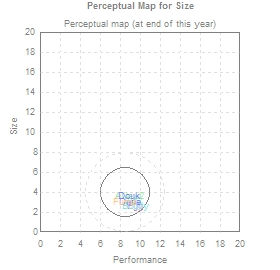 Perceptual Map for Size
Perceptual map (at end of this year)
20
18
16
14
12
10
8
6
4
2
0
Size
0 2 4 6 8 10 12 14 16 18 20
Performance